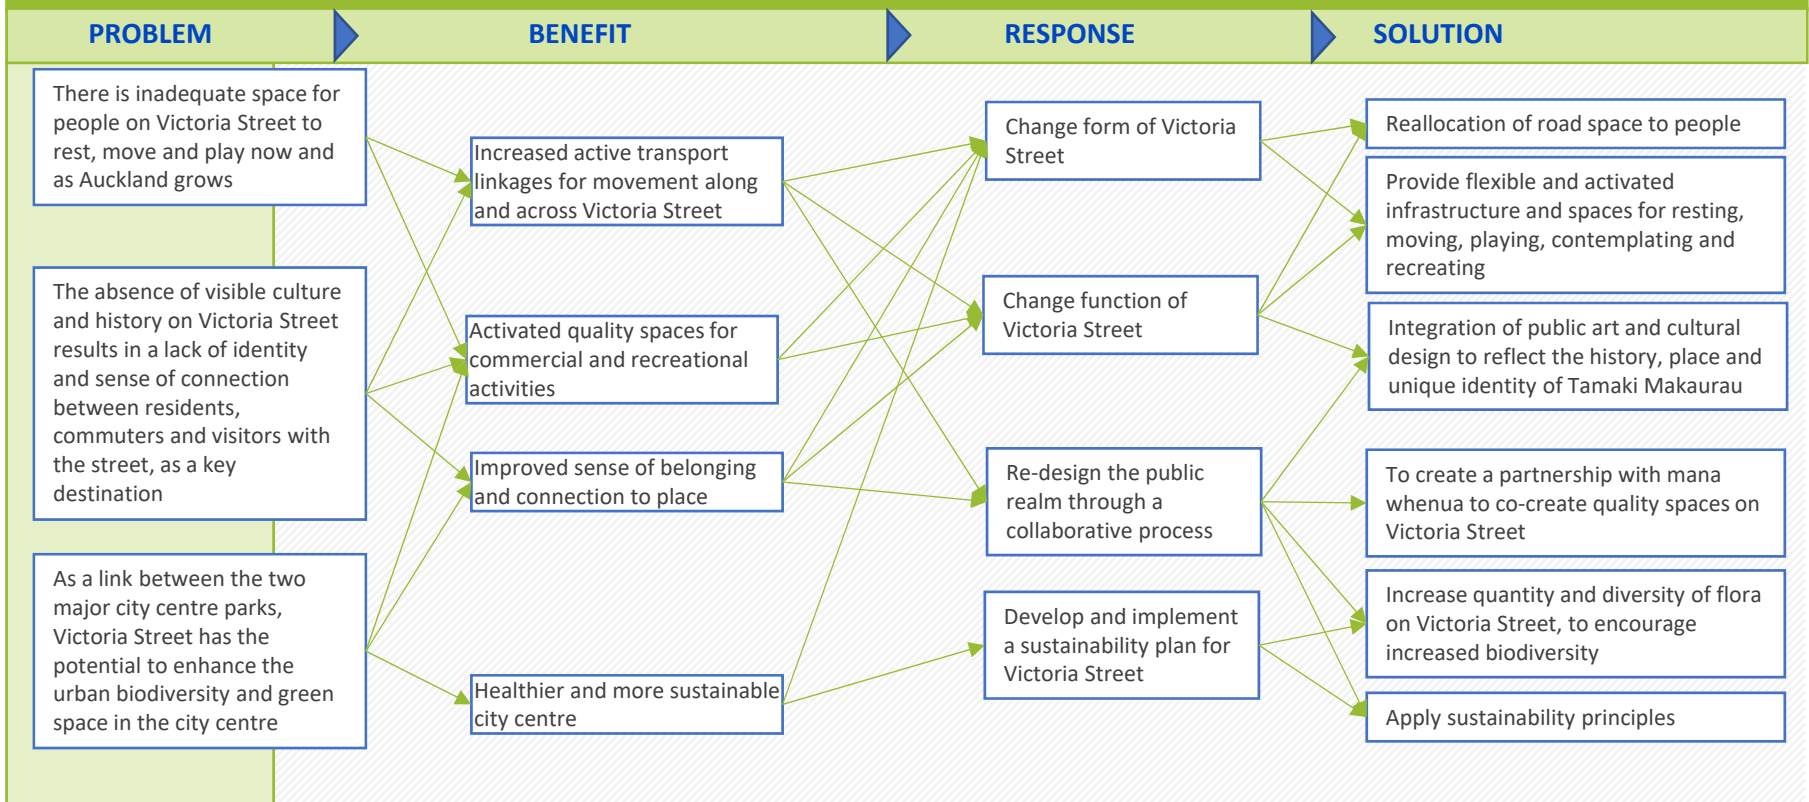 PROBLEM
BENEFIT
RESPONSE
SOLUTION
There is inadequate space for
people on Victoria Street to
rest, move and play now and
as Auckland grows
The absence of visible culture
and history on Victoria Street
results in a lack of identity
and sense of connection
between residents,
commuters and visitors with
the street, as a key
destination
As a link between the two
major city centre parks,
Victoria Street has the
potential to enhance the
urban biodiversity and green
space in the city centre
Increased active transport
linkages for movement along
and across Victoria Street
Activated quality spaces for
commercial and recreational
activities
Improved sense of belonging
and connection to place
Healthier and more sustainable
city centre
Change form of Victoria
Street
Change function of
Victoria Street
Re-design the public
realm through a
collaborative process
Develop and implement
a sustainability plan for
Victoria Street
Reallocation of road space to people
Provide flexible and activated
infrastructure and spaces for resting,
moving, playing, contemplating and
recreating
Integration of public art and cultural
design to reflect the history, place and
unique identity of Tamaki Makaurau
To create a partnership with mana
whenua to co-create quality spaces on
Victoria Street
Increase quantity and diversity of flora
on Victoria Street, to encourage
increased biodiversity
Apply sustainability principles